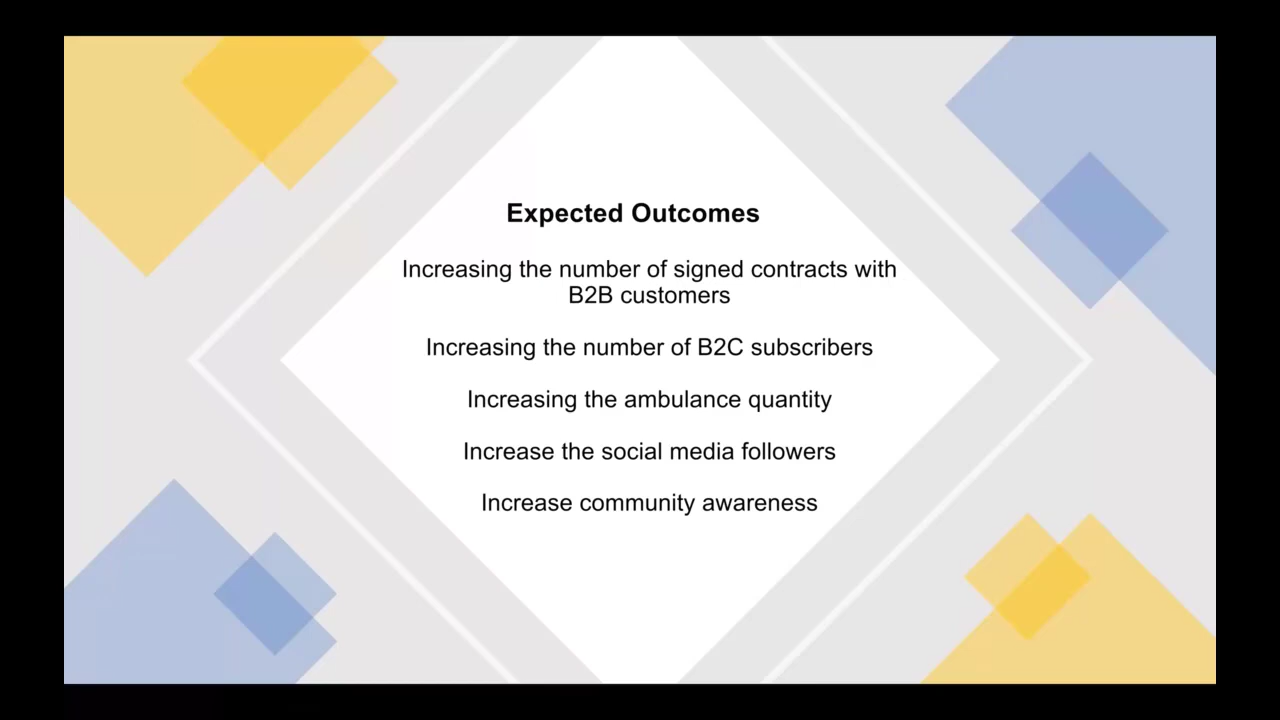 Expected Outcomes
Increasing the number of signed contracts with
B2B customers
Increasing the number of B2C subscribers
Increasing the ambulance quantity
Increase the social media followers
Increase community awareness